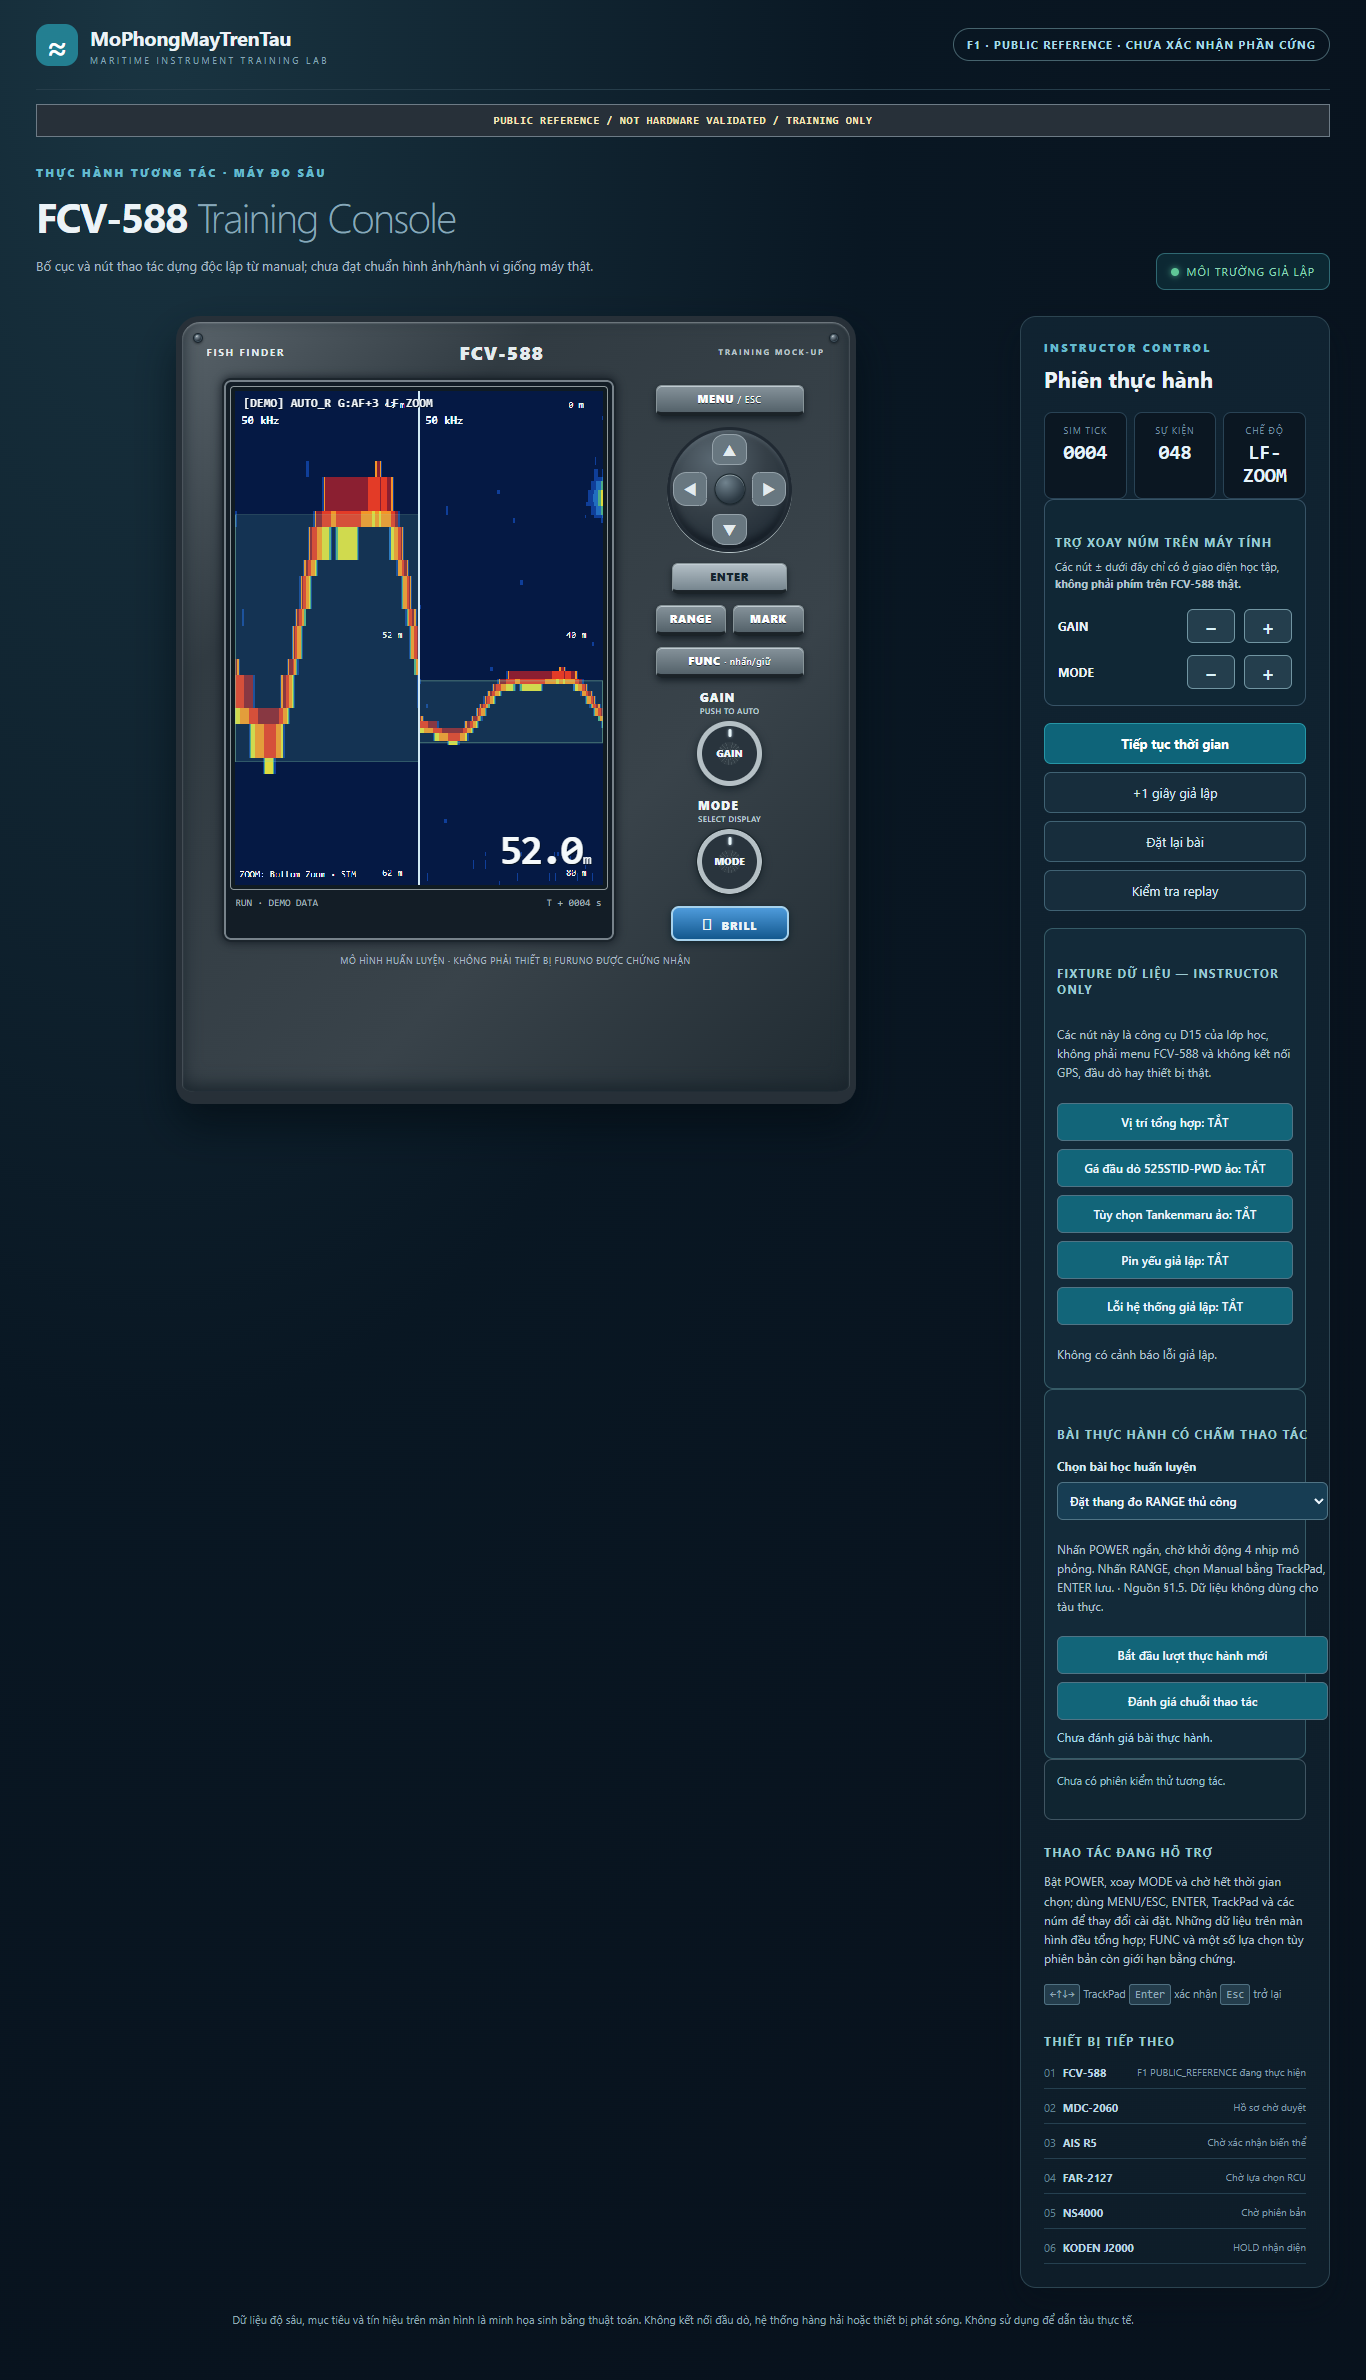 ≈ MoPhongMayTrenTau
MARITIME INSTRUMENT TRAINING LAB
F1 · PUBLIC REFERENCE · CHƯA XÁC NHẬN PHẦN CỨNG
PUBLIC REFERENCE / NOT HARDWARE VALIDATED / TRAINING ONLY
THỰC HÀNH TƯƠNG TÁC · MÁY ĐO SÂU
FCV-588 Training Console
Bố cục và nút thao tác dựng độc lập từ manual; chưa đạt chuẩn hình ảnh/hành vi giống máy thật.
MÔI TRƯỜNG GIẢ LẬP
FISH FINDER
FCV-588
TRAINING MOCK-UP
[DEMO] AUTO_R G:AF+3 LF-ZOOM
0 m
50 kHz
50 kHz
52 m
40 m
52.0m
ZOOM: Bottom Zoom · SIM
62 m
80 m
RUN · DEMO DATA
T + 0004 s
MENU / ESC
▲
◀
▶
▼
ENTER
RANGE
MARK
FUNC · nhấn/giữ
GAIN
PUSH TO AUTO
GAIN
MODE
SELECT DISPLAY
MODE
BRILL
MÔ HÌNH HUẤN LUYỆN · KHÔNG PHẢI THIẾT BỊ FURUNO ĐƯỢC CHỨNG NHẬN
INSTRUCTOR CONTROL
Phiên thực hành
SIM TICK
0004
SỰ KIỆN
048
CHẾ ĐỘ
LF-
ZOOM
TRỢ XOAY NÚM TRÊN MÁY TÍNH
Các nút ± dưới đây chỉ có ở giao diện học tập,
không phải phím trên FCV-588 thật.
GAIN
−
+
MODE
−
+
Tiếp tục thời gian
+1 giây giả lập
Đặt lại bài
Kiểm tra replay
FIXTURE DỮ LIỆU — INSTRUCTOR
ONLY
Các nút này là công cụ D15 của lớp học,
không phải menu FCV-588 và không kết nối
GPS, đầu dò hay thiết bị thật.
Vị trí tổng hợp: TẮT
Gá đầu dò 525STID-PWD ảo: TẮT
Tùy chọn Tankenmaru ảo: TẮT
Pin yếu giả lập: TẮT
Lỗi hệ thống giả lập: TẮT
Không có cảnh báo lỗi giả lập.
BÀI THỰC HÀNH CÓ CHẤM THAO TÁC
Chọn bài học huấn luyện
Đặt thang đo RANGE thủ công
Nhấn POWER ngắn, chờ khởi động 4 nhịp mô
phỏng. Nhấn RANGE, chọn Manual bằng TrackPad,
ENTER lưu. · Nguồn §1.5. Dữ liệu không dùng cho
tàu thực.
Bắt đầu lượt thực hành mới
Đánh giá chuỗi thao tác
Chưa đánh giá bài thực hành.
Chưa có phiên kiểm thử tương tác.
THAO TÁC ĐANG HỖ TRỢ
Bật POWER, xoay MODE và chờ hết thời gian
chọn; dùng MENU/ESC, ENTER, TrackPad và các
núm để thay đổi cài đặt. Những dữ liệu trên màn
hình đều tổng hợp; FUNC và một số lựa chọn tùy
phiên bản còn giới hạn bằng chứng.
←↑↓→ TrackPad Enter xác nhận Esc trở lại
THIẾT BỊ TIẾP THEO
01 FCV-588 F1 PUBLIC_REFERENCE đang thực hiện
02 MDC-2060 Hồ sơ chờ duyệt
03 AIS R5 Chờ xác nhận biến thể
04 FAR-2127 Chờ lựa chọn RCU
05 NS4000 Chờ phiên bản
06 KODEN J2000 HOLD nhận diện
Dữ liệu độ sâu, mục tiêu và tín hiệu trên màn hình là minh họa sinh bằng thuật toán. Không kết nối đầu dò, hệ thống hàng hải hoặc thiết bị phát sóng. Không sử dụng để dẫn tàu thực tế.